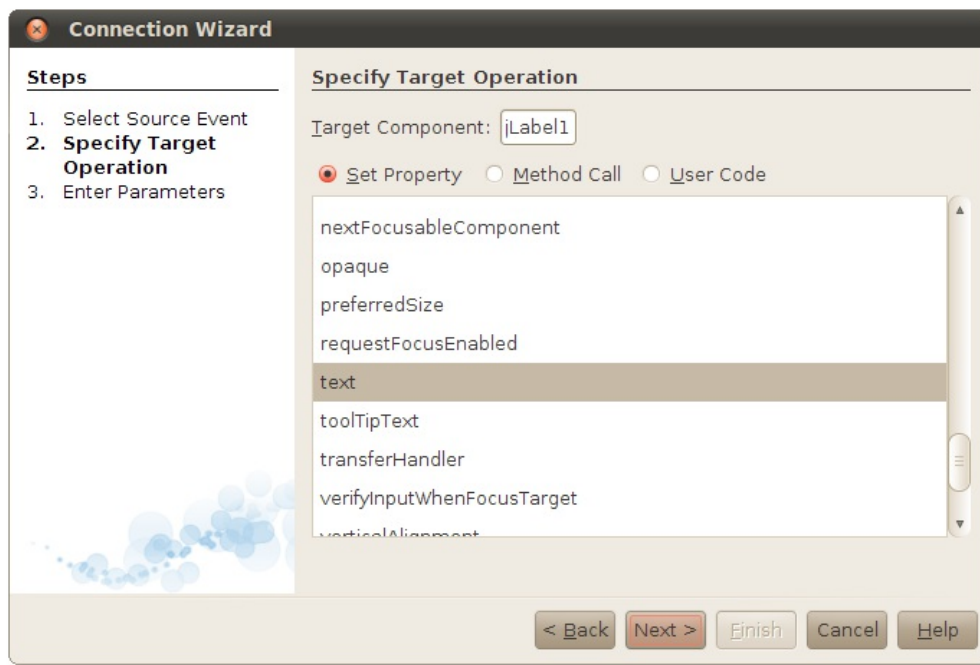 Connection Wizard
Steps
1. Select Source Event
2. Specify Target
Operation
3. Enter Parameters
Specify Target Operation
Target Component: jLabel1
Set Property Method Call User Code
nextFocusableComponent
opaque
preferredSize
requestFocusEnabled
text
toolTipText
transferHandler
verifyInputWhenFocusTarget
verticalAlignment
< Back Next > Finish Cancel Help